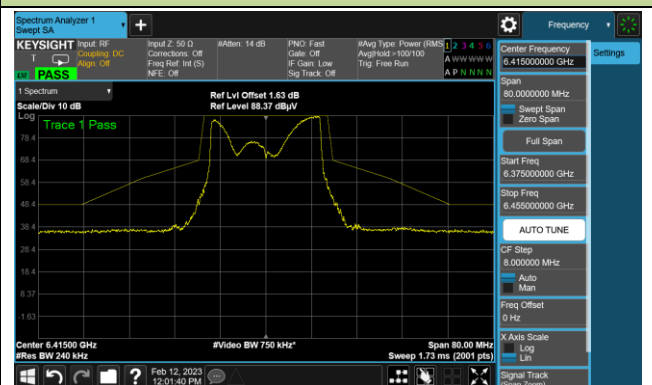 Spectrum Analyzer 1
Swept SA
+
Frequency
KEYSIGHT
Input: RF
Coupling: DC
Align: Off
Input Z: 50 Ω
Corrections: Off
Freq Ref: Int (S)
NFE: Off
#Atten: 14 dB
PNO: Fast
Gate: Off
IF Gain: Low
Sig Track: Off
#Avg Type: Power (RMS
Avg|Hold:>100/100
Trig: Free Run
1 2 3 4 5 6
A W W W W W
A P N N N N
T
LW PASS
1 Spectrum
Scale/Div 10 dB
Ref Lvl Offset 1.63 dB
Ref Level 88.37 dBµV
Log
Trace 1 Pass
78.4
68.4
58.4
48.4
38.4
28.4
18.4
8.37
-1.63
Center 6.41500 GHz
#Res BW 240 kHz
#Video BW 750 kHz*
Span 80.00 MHz
Sweep 1.73 ms (2001 pts)
Feb 12, 2023
12:01:40 PM
?
Settings
Center Frequency
6.415000000 GHz
Span
80.0000000 MHz
Swept Span
Zero Span
Full Span
Start Freq
6.375000000 GHz
Stop Freq
6.455000000 GHz
AUTO TUNE
CF Step
8.000000 MHz
Auto
Man
Freq Offset
0 Hz
X Axis Scale
Log
Lin
Signal Track
(Span Zoom)